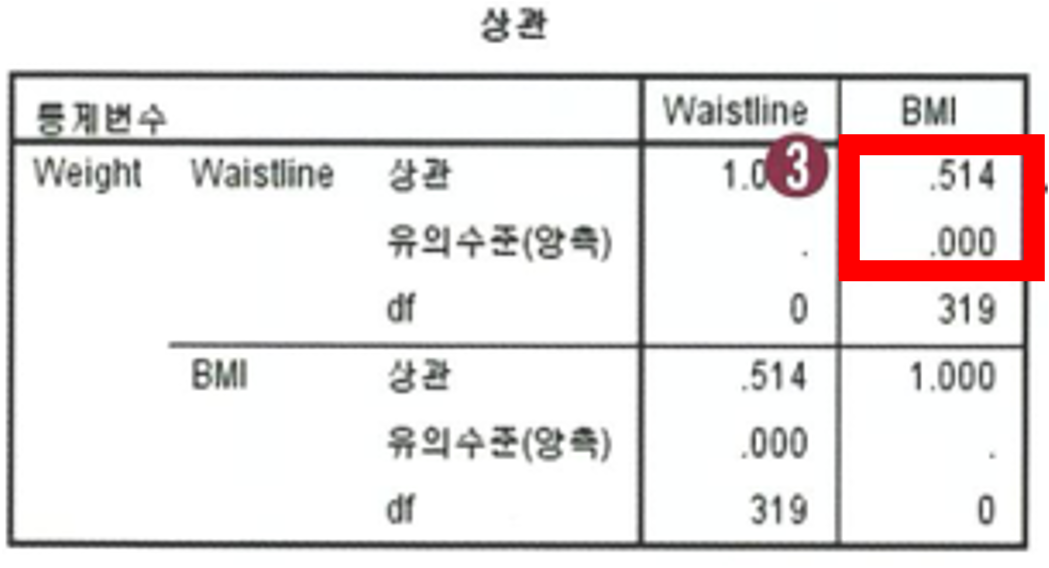 상관
통계변수 Waistline BMI
Weight Waistline 상관 1.0 3 .514
유의수준(양측) . .000
df 0 319
BMI 상관 .514 1.000
유의수준(양측) .000 .
df 319 0